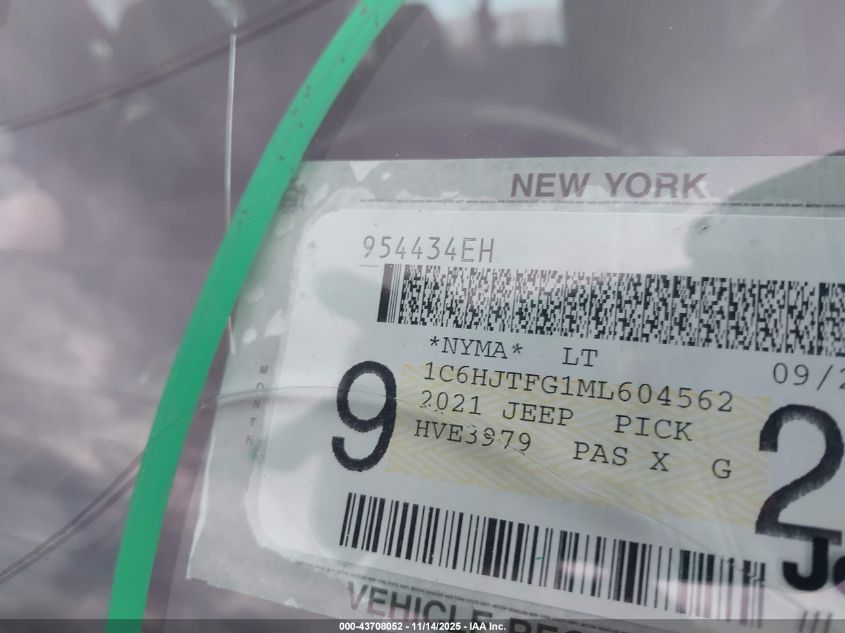 NEW YORK
954434EH
*NYMA* LT
09/2
1C6HJTFG1ML604562
2021 JEEP PICK
HVE3979 PAS X G
MONTH
9
2
VEHICLE
000-43708052 - 11/14/2025 - IAA Inc.